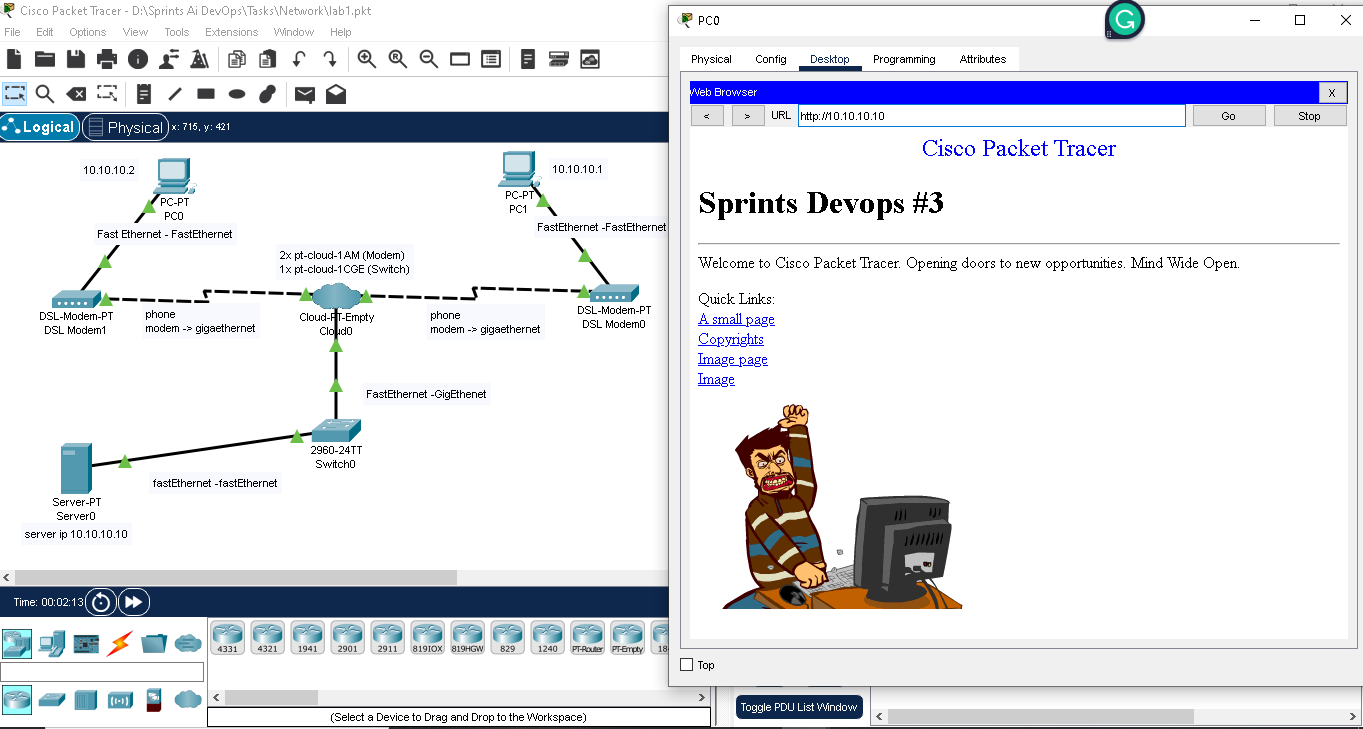 Cisco Packet Tracer - D:\Sprints Ai DevOps\Tasks\Network\lab1.pkt
File Edit Options View Tools Extensions Window Help
Logical Physical x: 715, y: 421
10.10.10.2
PC-PT
PC0
Fast Ethernet - FastEthernet
10.10.10.1
PC-PT
PC1
FastEthernet -FastEthernet
2x pt-cloud-1AM (Modem)
1x pt-cloud-1CGE (Switch)
DSL-Modem-PT
DSL Modem1
phone
modem -> gigaethernet
Cloud-PT-Empty
Cloud0
phone
modem -> gigaethernet
DSL-Modem-PT
DSL Modem0
FastEthernet -GigEthenet
2960-24TT
Switch0
fastEthernet -fastEthernet
Server-PT
Server0
server ip 10.10.10.10
Time: 00:02:13
4331 4321 1941 2901 2911 819IOX 819HGW 829 1240 PT-Router PT-Empty
(Select a Device to Drag and Drop to the Workspace)
Toggle PDU List Window
PC0
Physical Config Desktop Programming Attributes
Web Browser X
< > URL http://10.10.10.10 Go Stop
Cisco Packet Tracer
Sprints Devops #3
Welcome to Cisco Packet Tracer. Opening doors to new opportunities. Mind Wide Open.
Quick Links:
A small page
Copyrights
Image page
Image
Top